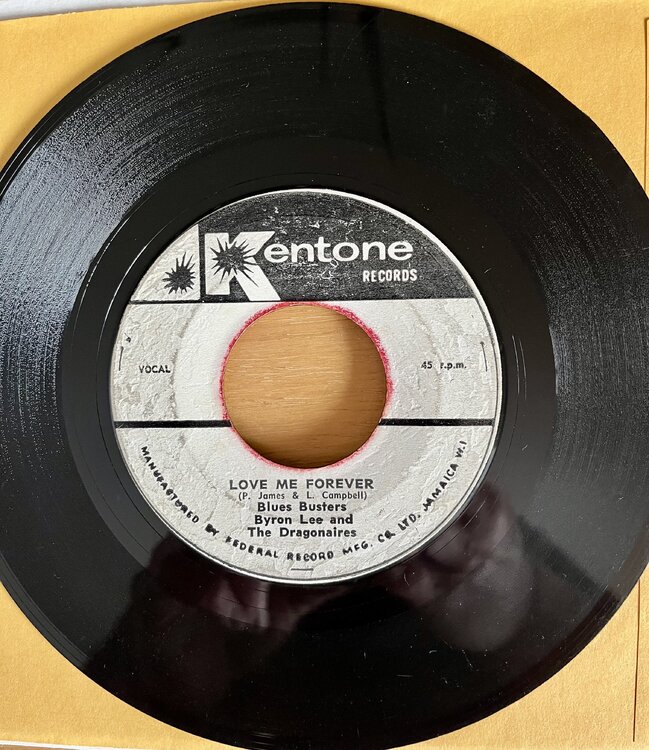 Kentone
RECORDS
VOCAL
45 r.p.m.
LOVE ME FOREVER
(P. James & L. Campbell)
Blues Busters
Byron Lee and
The Dragonaires
MANUFACTURED BY FEDERAL RECORD MFG. CO. LTD. JAMAICA W.I